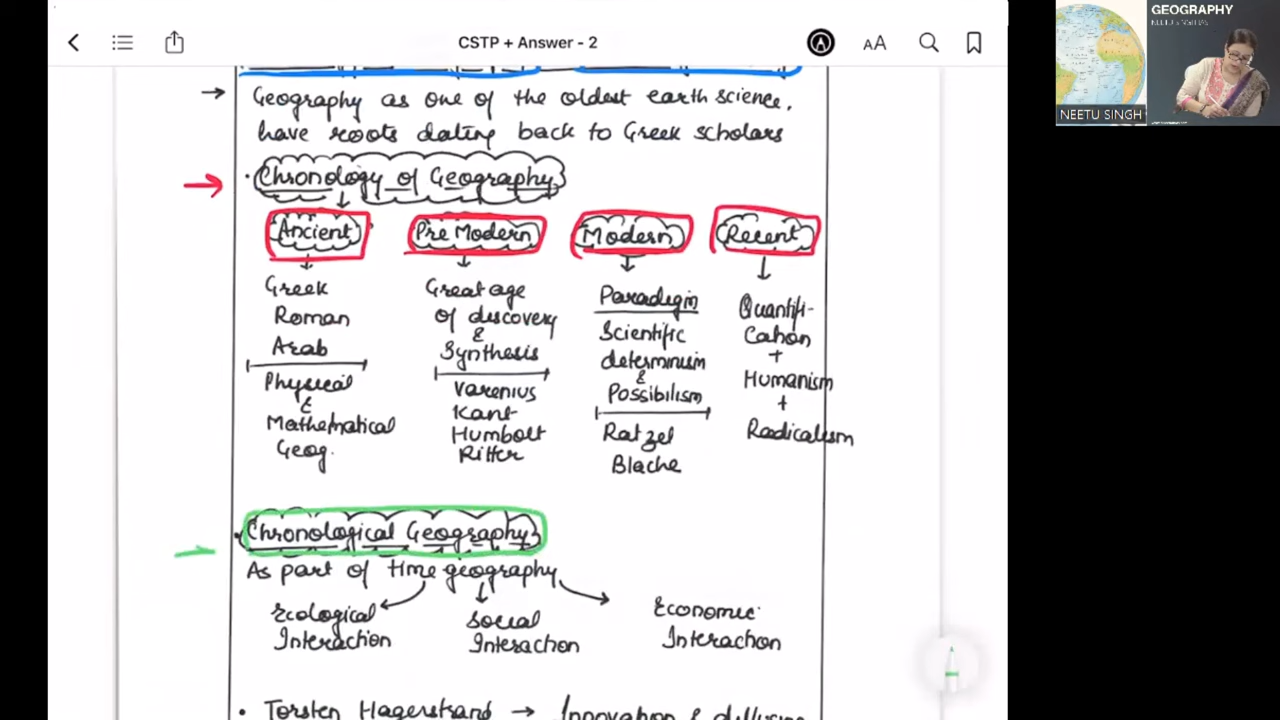 CSTP + Answer - 2
AA
GEOGRAPHY
NEETU SINGH
→ Geography as one of the oldest earth science,
have roots dating back to Greek scholars
• Chronology of Geography
Ancient
Greek
Roman
Arab
Physical
&
Mathematical
Geog.
Pre Modern
Great age
of discovery
&
Synthesis
Varenius
Kant
Humbolt
Ritter
Modern
Paradegin
Scientific
determinism
&
Possibilism
Ratzel
Blache
Recent
Quantifi-
cation
+
Humanism
+
Radicalism
• Chronological Geography
As part of time geography
Ecological
Interaction
Social
Interaction
Economic
Interaction
• Torsten Hagerstrand → Innovation & diffusion